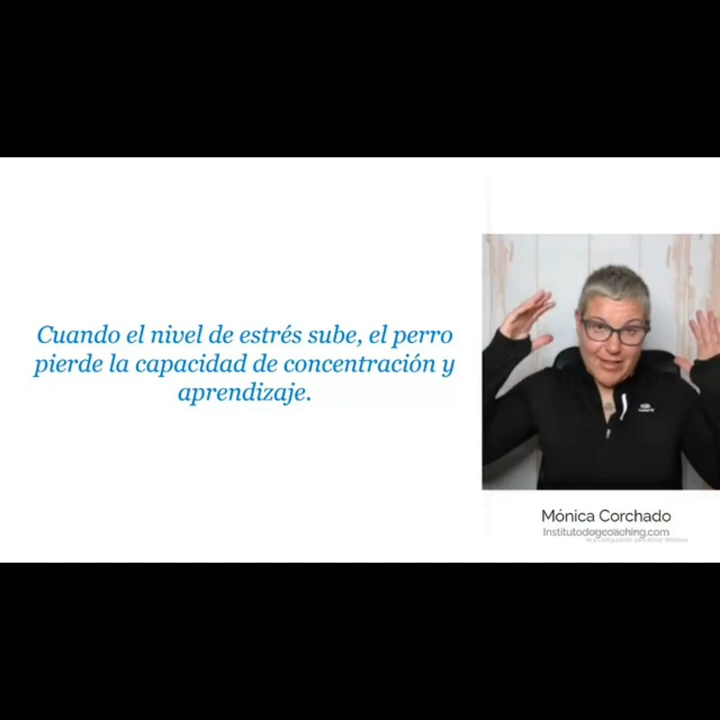 Cuando el nivel de estrés sube, el perro
pierde la capacidad de concentración y
aprendizaje.
Mónica Corchado
Institutodogcoaching.com